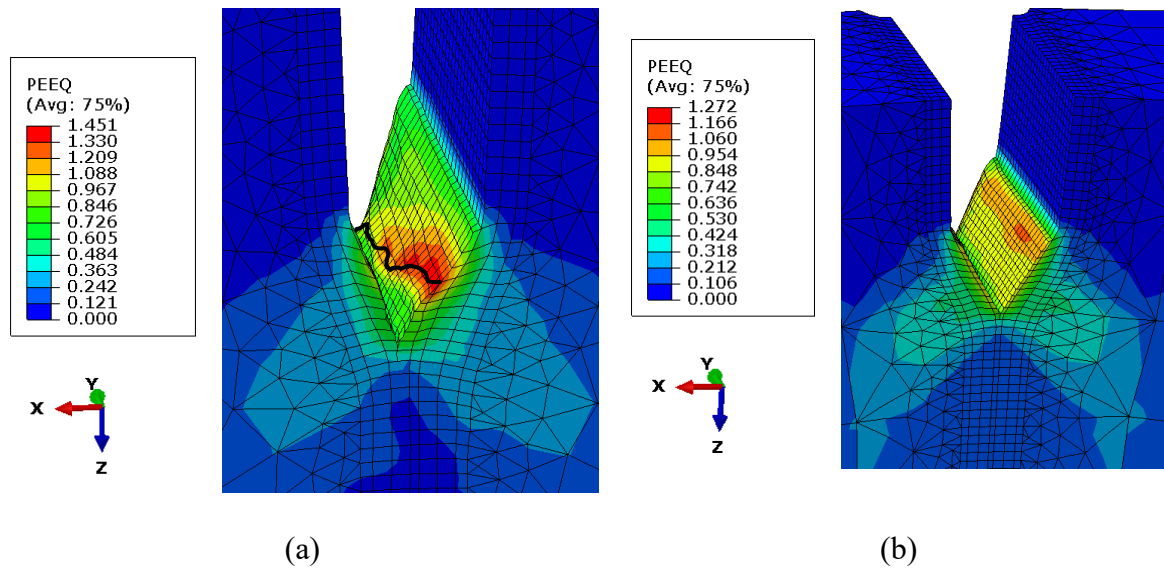 PEEQ
(Avg: 75%)
1.451
1.330
1.209
1.088
0.967
0.846
0.726
0.605
0.484
0.363
0.242
0.121
0.000
Y
X
Z
(a)
PEEQ
(Avg: 75%)
1.272
1.166
1.060
0.954
0.848
0.742
0.636
0.530
0.424
0.318
0.212
0.106
0.000
Y
X
Z
(b)